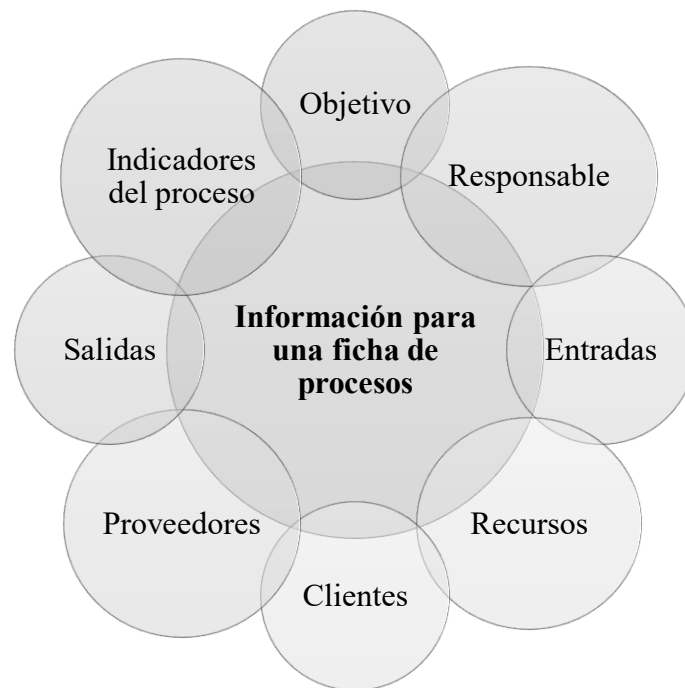 Objetivo
Indicadores
del proceso
Responsable
Información para
una ficha de
procesos
Salidas
Entradas
Proveedores
Recursos
Clientes